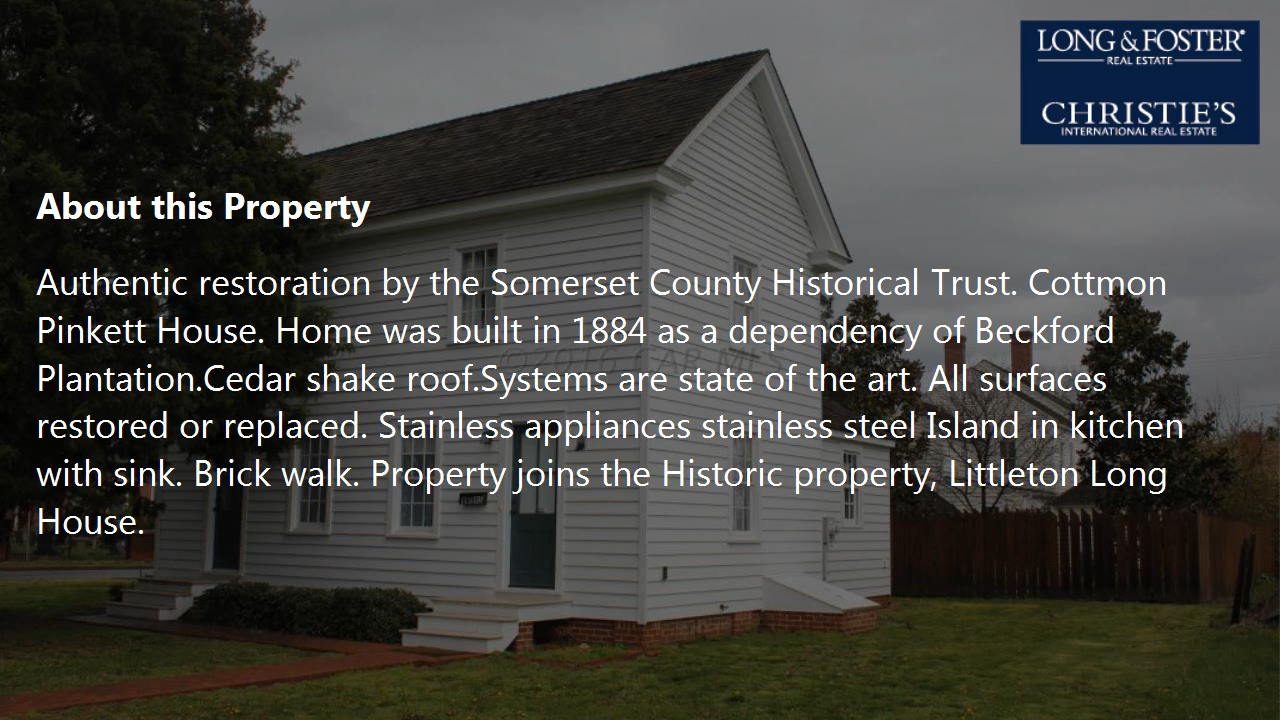 LONG & FOSTER®
REAL ESTATE
CHRISTIE'S
INTERNATIONAL REAL ESTATE
About this Property
Authentic restoration by the Somerset County Historical Trust. Cottmon
Pinkett House. Home was built in 1884 as a dependency of Beckford
Plantation.Cedar shake roof.Systems are state of the art. All surfaces
restored or replaced. Stainless appliances stainless steel Island in kitchen
with sink. Brick walk. Property joins the Historic property, Littleton Long
House.